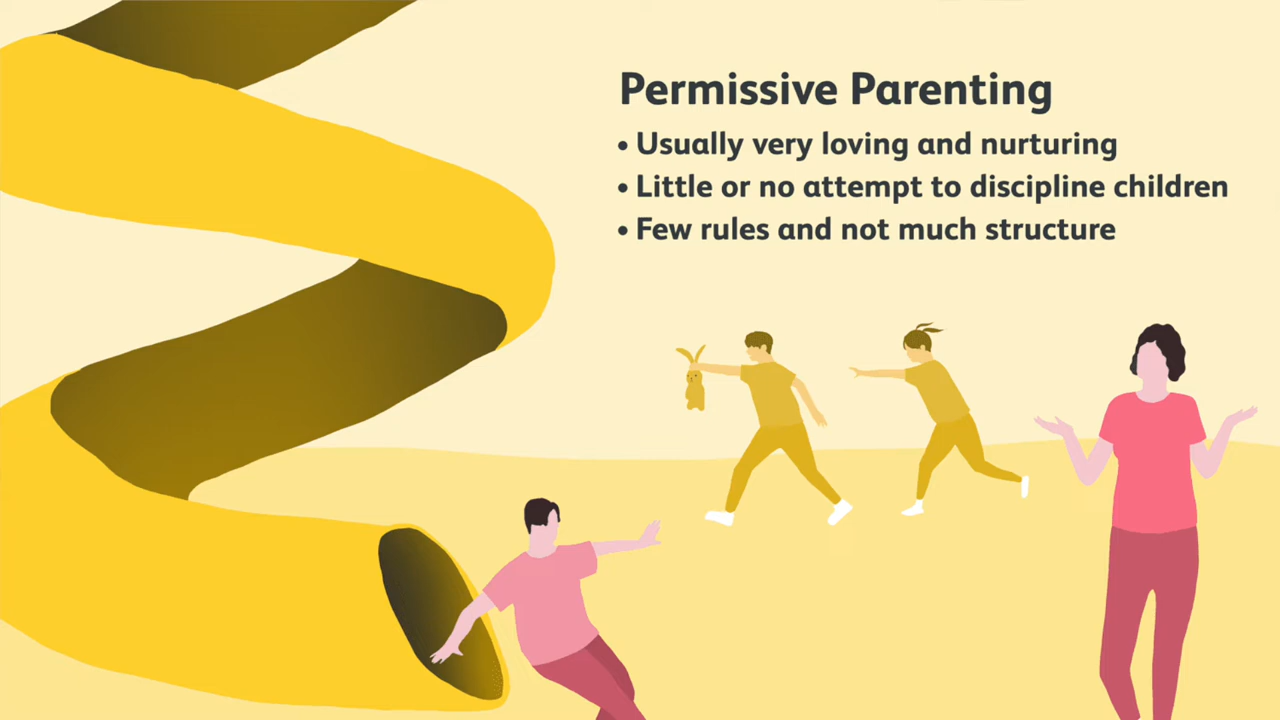 Permissive Parenting
• Usually very loving and nurturing
• Little or no attempt to discipline children
• Few rules and not much structure